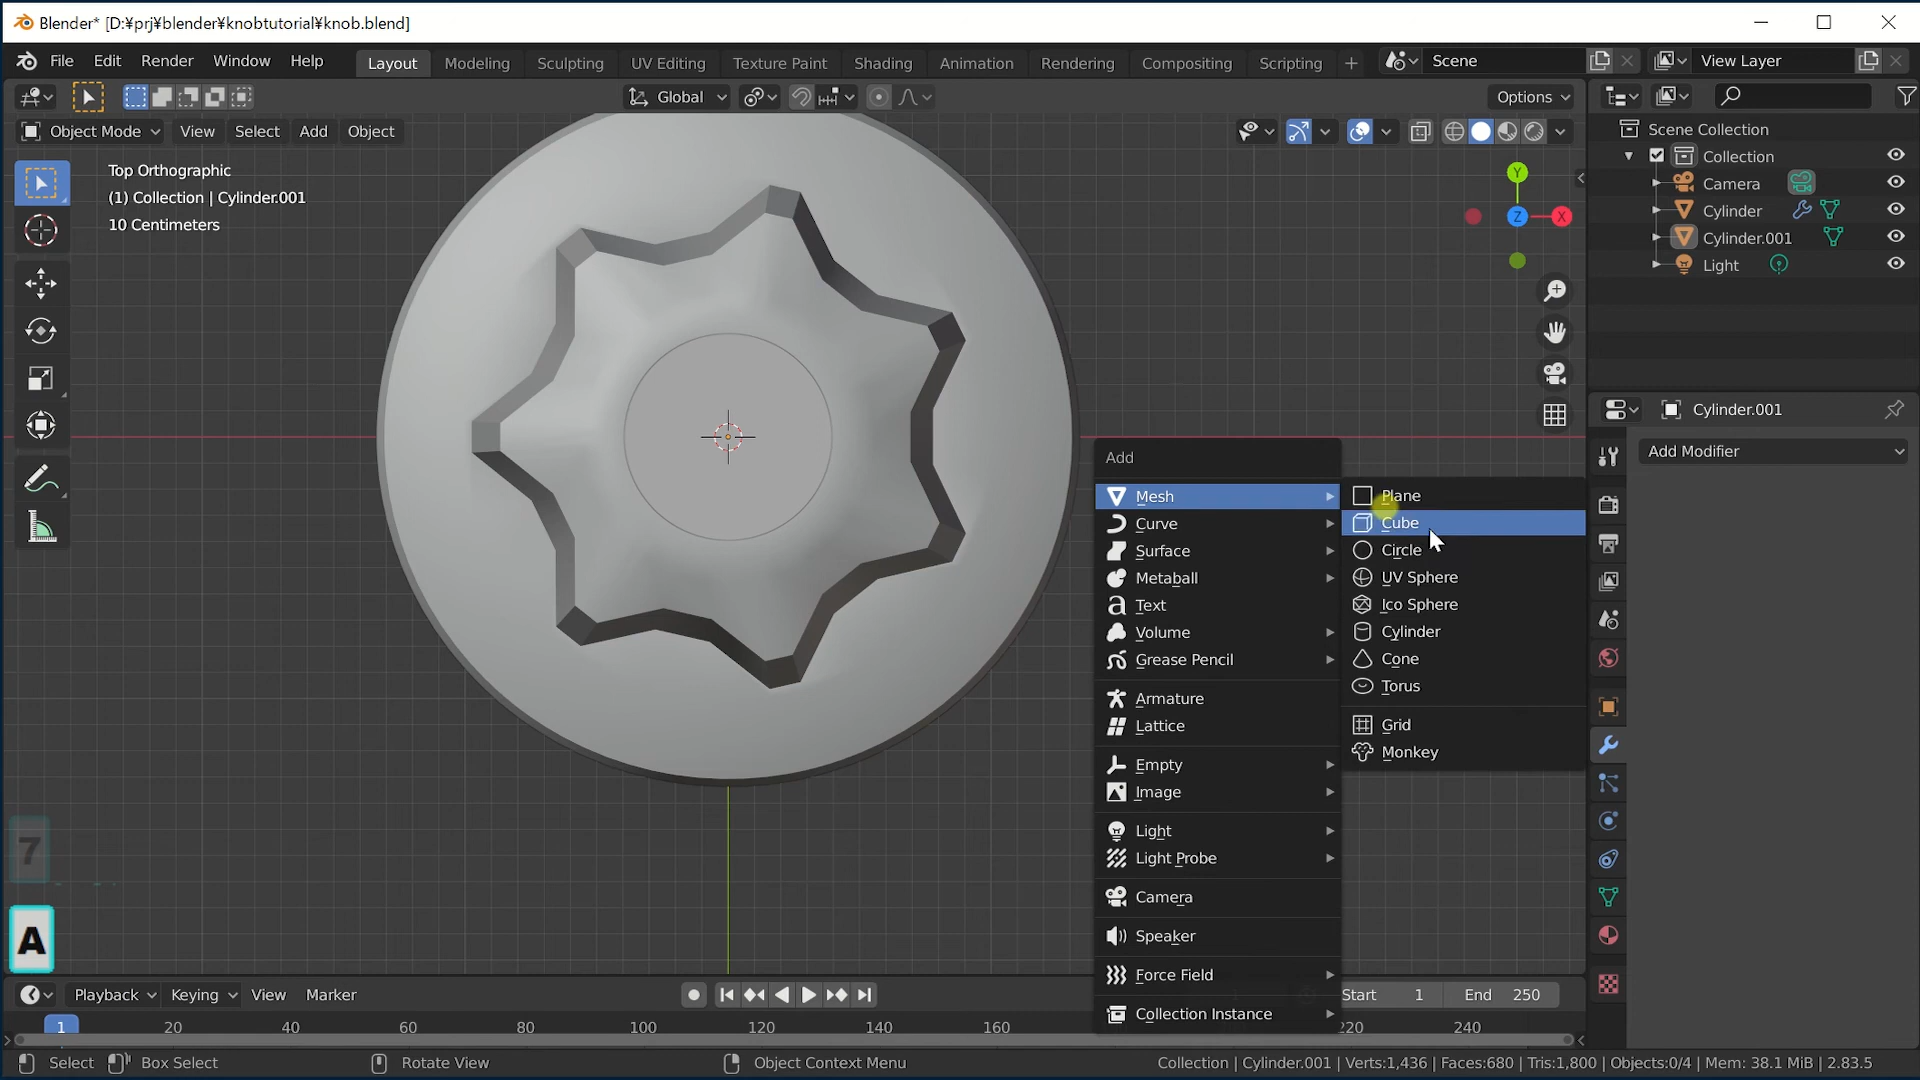 Blender* [D:¥prj¥blender¥knobtutorial¥knob.blend]
File Edit Render Window Help Layout Modeling Sculpting UV Editing Texture Paint Shading Animation Rendering Compositing Scripting + Scene View Layer
Global Options
Object Mode View Select Add Object
Top Orthographic
(1) Collection | Cylinder.001
10 Centimeters
Y
Z
X
Scene Collection
Collection
Camera
Cylinder
Cylinder.001
Light
Cylinder.001
Add Modifier
Add
Mesh
Curve
Surface
Metaball
Text
Volume
Grease Pencil
Armature
Lattice
Empty
Image
Light
Light Probe
Camera
Speaker
Force Field
Collection Instance
Plane
Cube
Circle
UV Sphere
Ico Sphere
Cylinder
Cone
Torus
Grid
Monkey
7
A
Playback Keying View Marker Start 1 End 250
1 20 40 60 80 100 120 140 160 220 240
Select Box Select Rotate View Object Context Menu Collection | Cylinder.001 | Verts:1,436 | Faces:680 | Tris:1,800 | Objects:0/4 | Mem: 38.1 MiB | 2.83.5